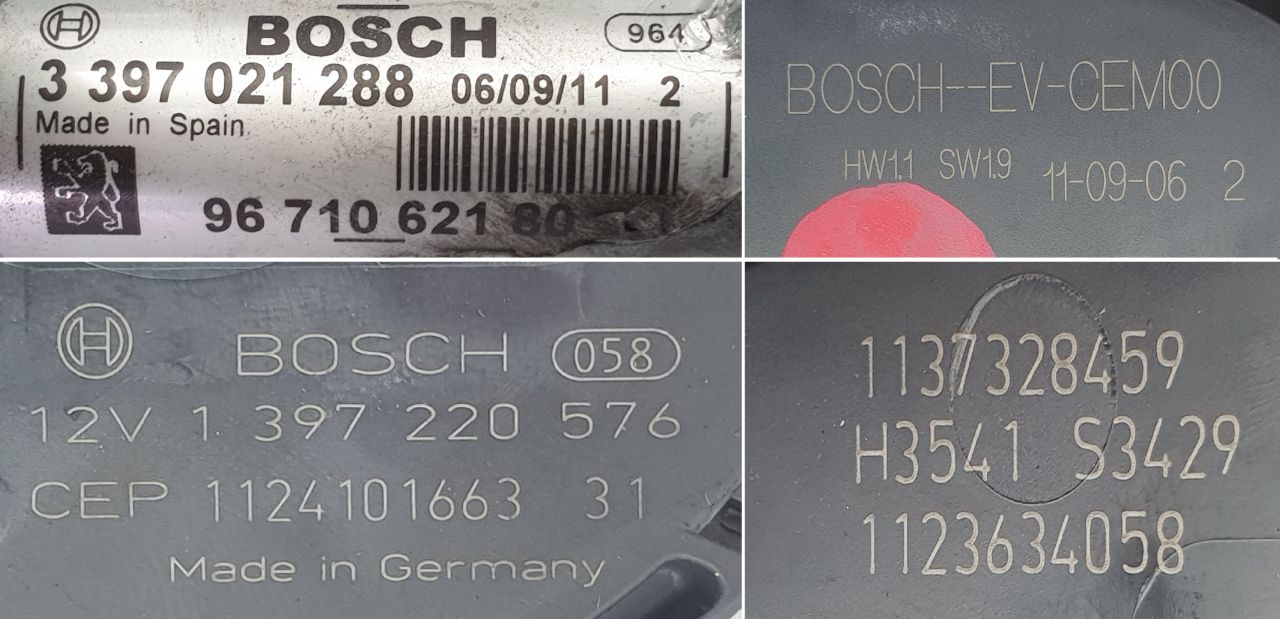 BOSCH 964
3 397 021 288 06/09/11 2
Made in Spain
96 710 621 80
BOSCH--EV-CEM00
HW1.1 SW1.9 11-09-06 2
BOSCH 058
12V 1 397 220 576
CEP 1124101663 31
Made in Germany
1137328459
H3541 S3429
1123634058